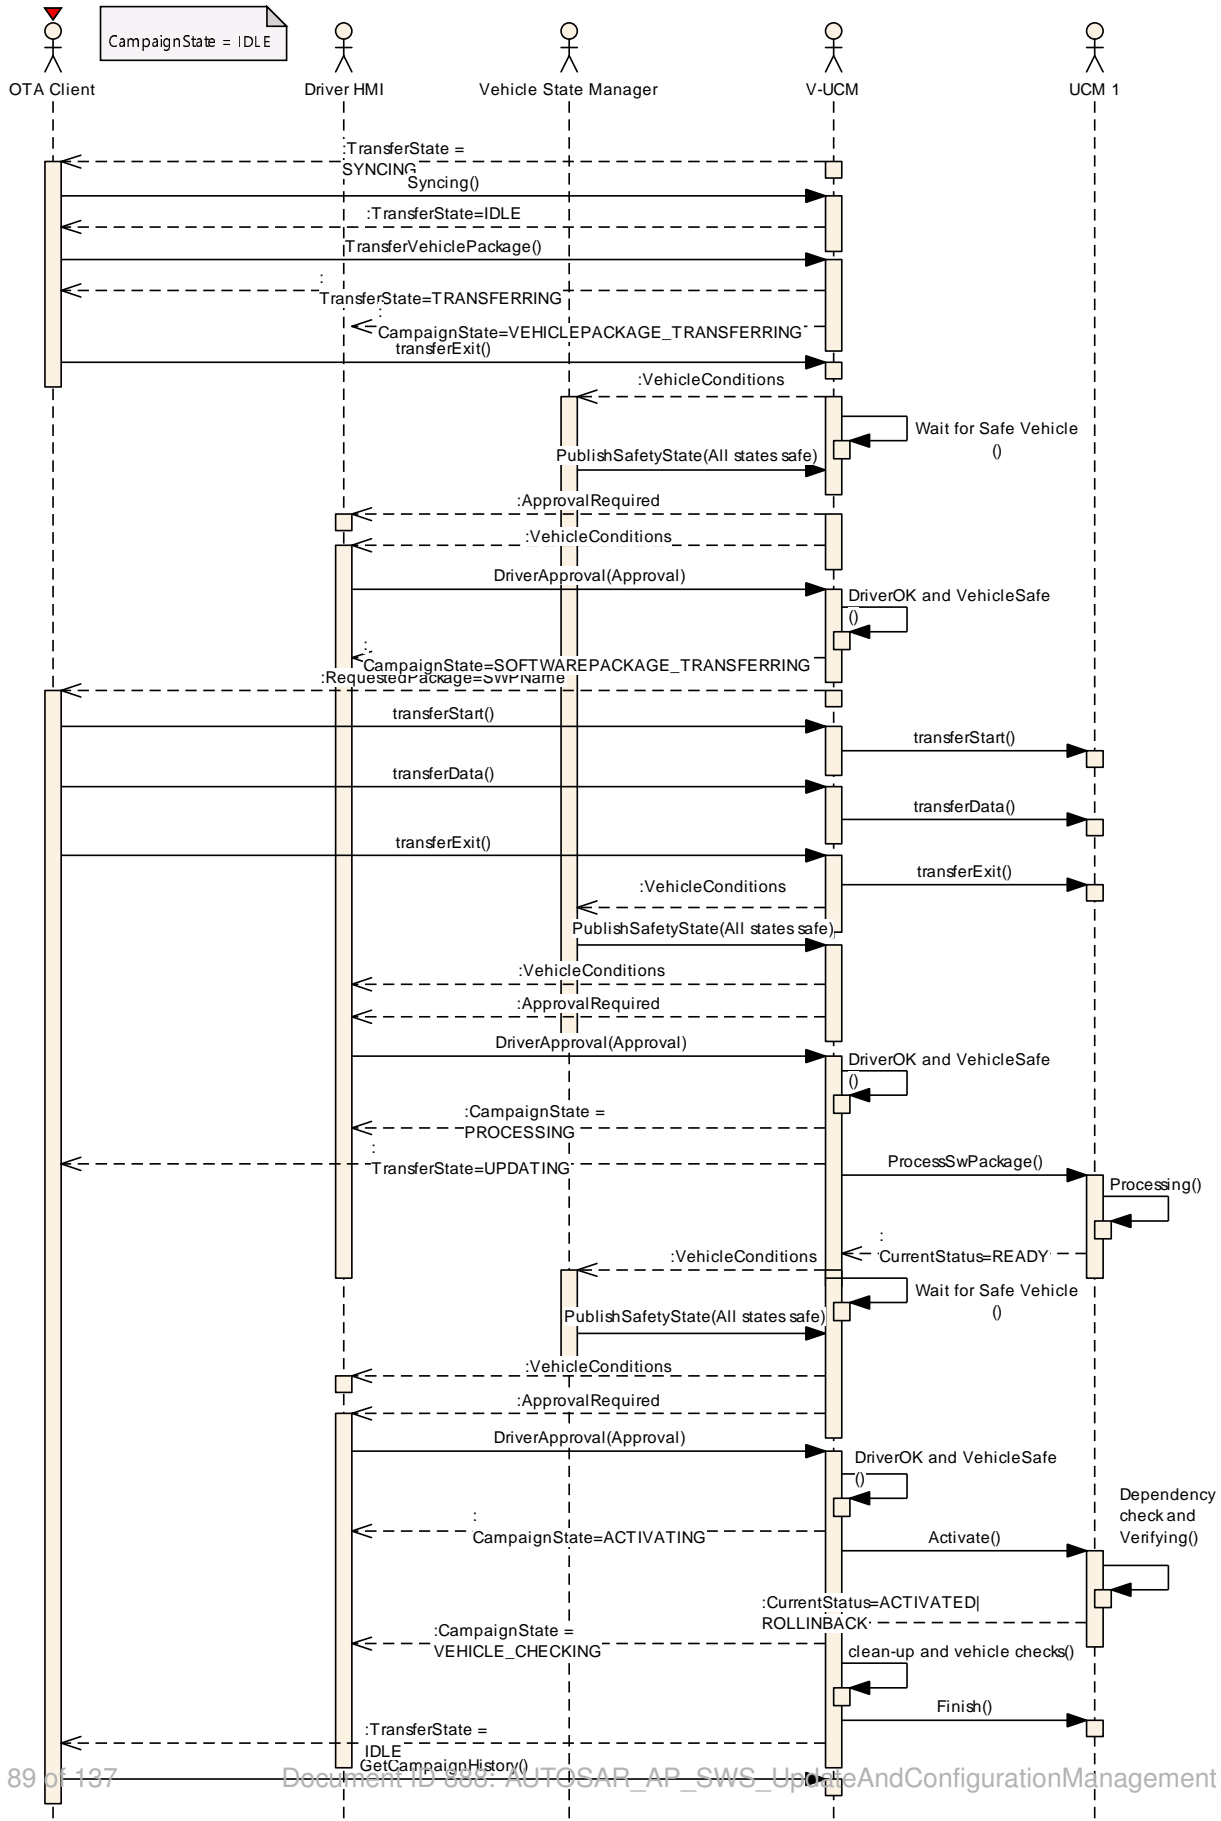 CampaignState = IDLE
OTA Client
Driver HMI
Vehicle State Manager
V-UCM
UCM 1
:TransferState =
SYNCING
Syncing()
:TransferState=IDLE
TransferVehiclePackage()
:
TransferState=TRANSFERRING
:
CampaignState=VEHICLEPACKAGE_TRANSFERRING
transferExit()
:VehicleConditions
Wait for Safe Vehicle
()
PublishSafetyState(All states safe)
:ApprovalRequired
:VehicleConditions
DriverApproval(Approval)
DriverOK and VehicleSafe
()
:
CampaignState=SOFTWAREPACKAGE_TRANSFERRING
:RequestedPackage=SWPName
transferStart()
transferStart()
transferData()
transferData()
transferExit()
transferExit()
:VehicleConditions
PublishSafetyState(All states safe)
:VehicleConditions
:ApprovalRequired
DriverApproval(Approval)
DriverOK and VehicleSafe
()
:CampaignState =
PROCESSING
:
TransferState=UPDATING
ProcessSwPackage()
Processing()
:
CurrentStatus=READY
:VehicleConditions
Wait for Safe Vehicle
()
PublishSafetyState(All states safe)
:VehicleConditions
:ApprovalRequired
DriverApproval(Approval)
DriverOK and VehicleSafe
()
Dependency
check and
Verifying()
:
CampaignState=ACTIVATING
Activate()
:CurrentStatus=ACTIVATED|
ROLLINBACK
:CampaignState =
VEHICLE_CHECKING
clean-up and vehicle checks()
Finish()
:TransferState =
IDLE
GetCampaignHistory()
89 of 137
Document ID 888: AUTOSAR_AP_SWS_UpdateAndConfigurationManagement